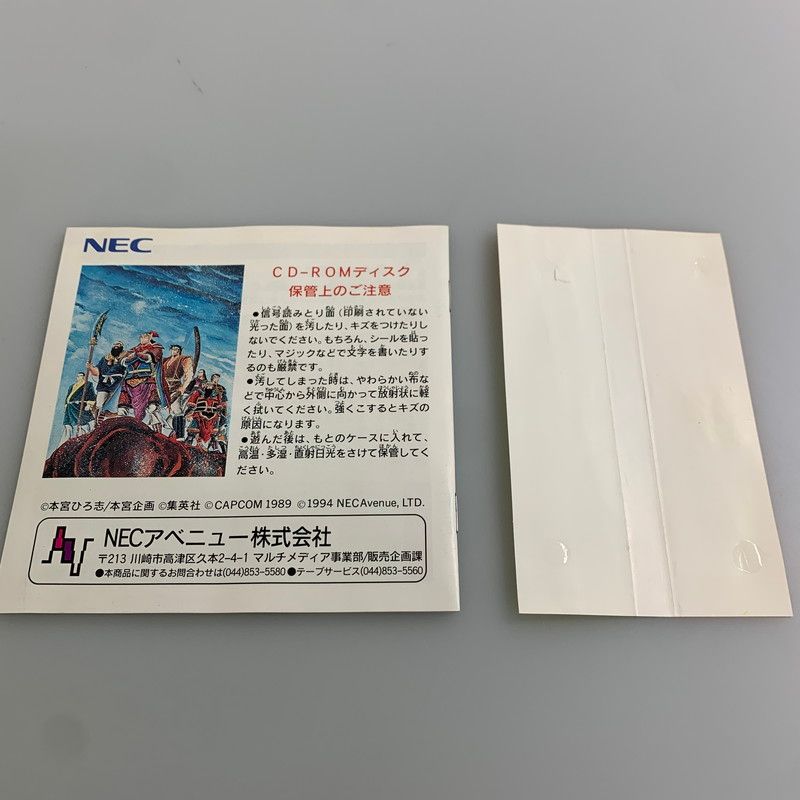 NEC
CD-ROMディスク
保管上のご注意
●信号読みとり面(印刷されていない
光った面)を汚したり、キズをつけたりし
ないでください。もちろん、シールを貼っ
たり、マジックなどで文字を書いたりす
るのも厳禁です。
●汚してしまった時は、やわらかい布な
どで中心から外側に向かって放射状に軽
く拭いてください。強くこするとキズの
原因になります。
●遊んだ後は、もとのケースに入れて、
高温・多湿・直射日光をさけて保管してく
ださい。
©本宮ひろ志/本宮企画 ©集英社 ©CAPCOM 1989 ©1994 NECAvenue, LTD.
NECアベニュー株式会社
〒213 川崎市高津区久本2-4-1 マルチメディア事業部/販売企画課
●本商品に関するお問合わせは(044)853-5580 ●テープサービス(044)853-5560